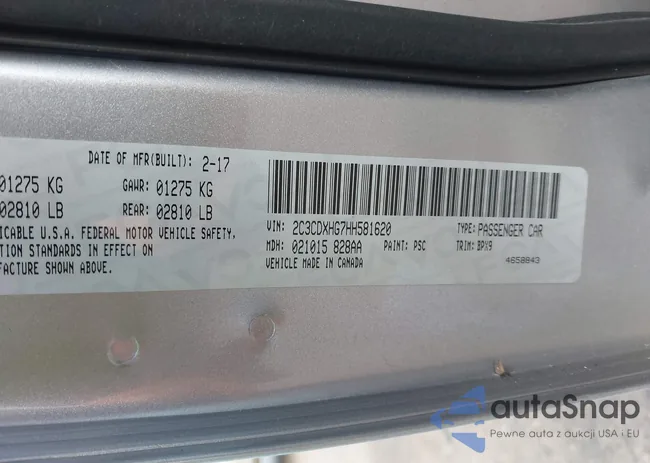 DATE OF MFR(BUILT): 2-17
01275 KG GAWR: 01275 KG
02810 LB REAR: 02810 LB
ICABLE U.S.A. FEDERAL MOTOR VEHICLE SAFETY,
TION STANDARDS IN EFFECT ON
FACTURE SHOWN ABOVE.
VIN: 2C3CDXHG7HH581620 TYPE: PASSENGER CAR
MDH: 021015 828AA PAINT: PSC TRIM: BPX9
VEHICLE MADE IN CANADA 4658843
autaSnap
Pewne auta z aukcji USA i EU